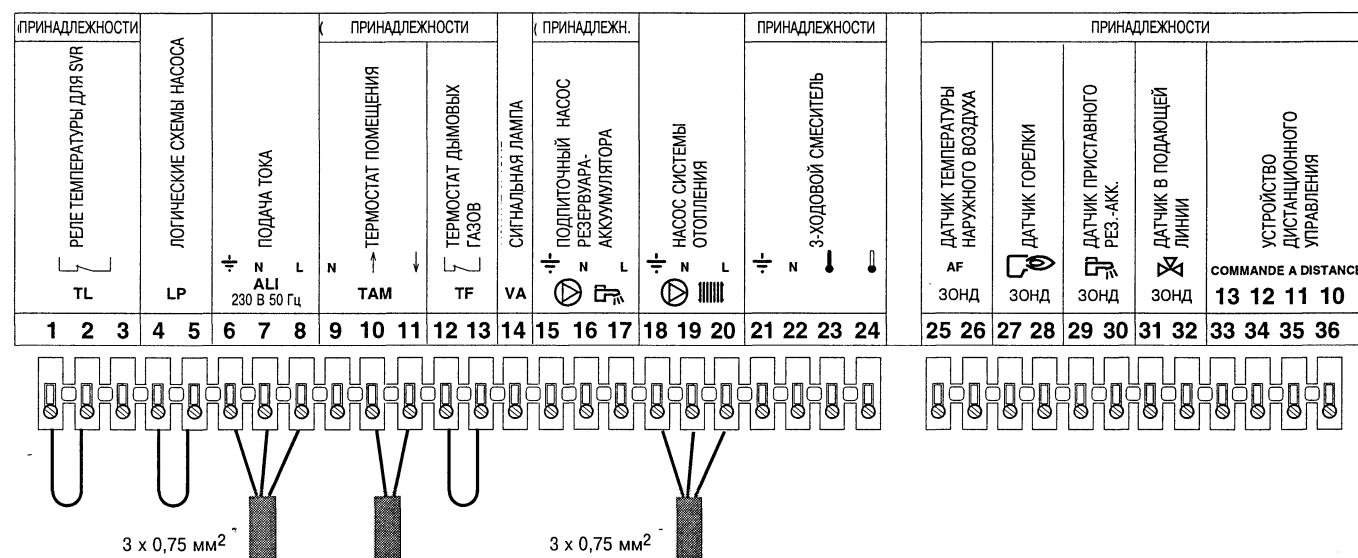 ПРИНАДЛЕЖНОСТИ
( ПРИНАДЛЕЖНОСТИ
( ПРИНАДЛЕЖН.
ПРИНАДЛЕЖНОСТИ
ПРИНАДЛЕЖНОСТИ
РЕЛЕ ТЕМПЕРАТУРЫ ДЛЯ SVR
ЛОГИЧЕСКИЕ СХЕМЫ НАСОСА
ПОДАЧА ТОКА
ТЕРМОСТАТ ПОМЕЩЕНИЯ
ТЕРМОСТАТ ДЫМОВЫХ
ГАЗОВ
СИГНАЛЬНАЯ ЛАМПА
ПОДПИТОЧНЫЙ НАСОС
РЕЗЕРВУАРА-
АККУМУЛЯТОРА
НАСОС СИСТЕМЫ
ОТОПЛЕНИЯ
3-ХОДОВОЙ СМЕСИТЕЛЬ
ДАТЧИК ТЕМПЕРАТУРЫ
НАРУЖНОГО ВОЗДУХА
ДАТЧИК ГОРЕЛКИ
ДАТЧИК ПРИСТАВНОГО
РЕЗ.-АКК.
ДАТЧИК В ПОДАЮЩЕЙ
ЛИНИИ
УСТРОЙСТВО
ДИСТАНЦИОННОГО
УПРАВЛЕНИЯ
N L N N L N L N AF COMMANDE A DISTANCE
ALI
230 В 50 Гц
TL LP TAM TF VA ЗОНД ЗОНД ЗОНД ЗОНД 13 12 11 10
1 2 3 4 5 6 7 8 9 10 11 12 13 14 15 16 17 18 19 20 21 22 23 24 25 26 27 28 29 30 31 32 33 34 35 36
3 x 0,75 мм2 3 x 0,75 мм2